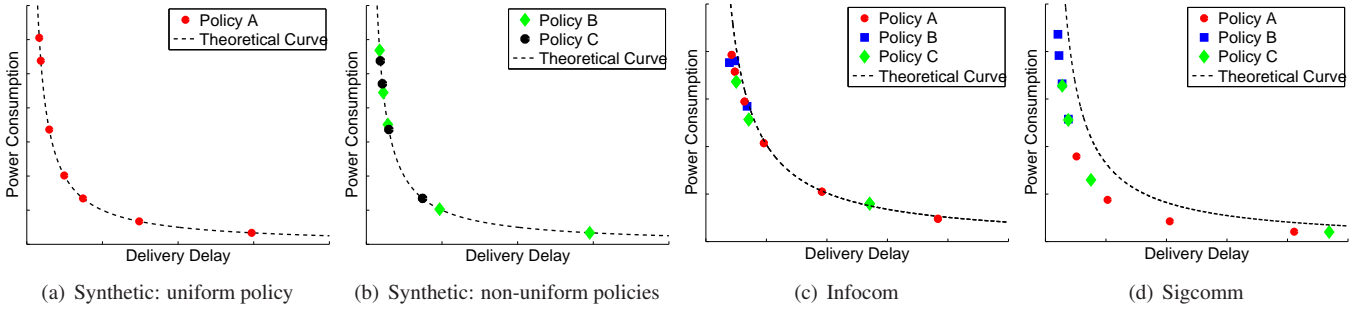 Power Consumption
Policy A
Theoretical Curve
Delivery Delay
(a) Synthetic: uniform policy
Power Consumption
Policy B
Policy C
Theoretical Curve
Delivery Delay
(b) Synthetic: non-uniform policies
Power Consumption
Policy A
Policy B
Policy C
Theoretical Curve
Delivery Delay
(c) Infocom
Power Consumption
Policy A
Policy B
Policy C
Theoretical Curve
Delivery Delay
(d) Sigcomm